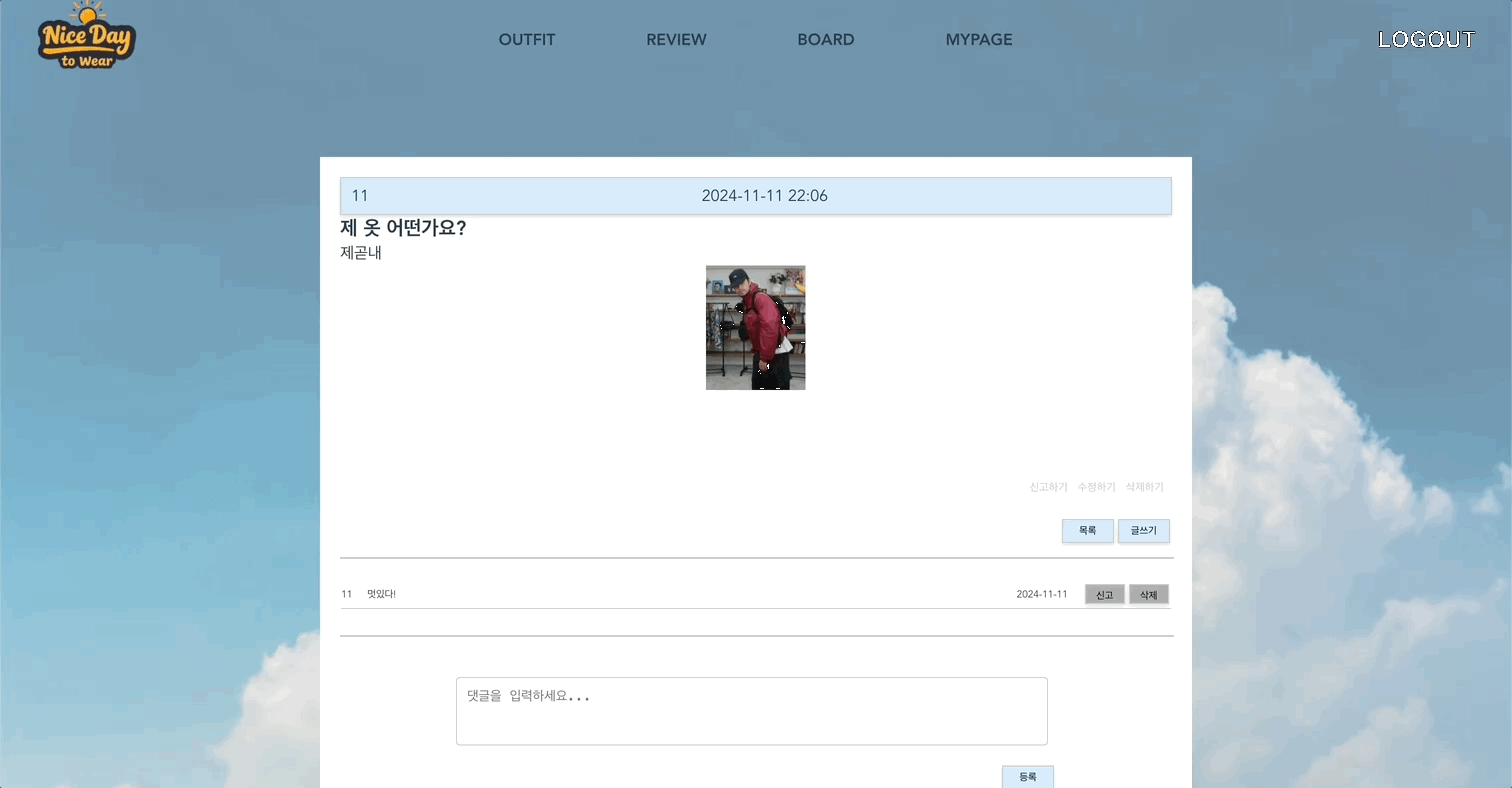 Nice Day
to Wear
OUTFIT REVIEW BOARD MYPAGE
LOGOUT
11 2024-11-11 22:06
제 옷 어떤가요?
제곧내
신고하기 수정하기 삭제하기
목록 글쓰기
11 멋있다! 2024-11-11 신고 삭제
댓글을 입력하세요...
등록